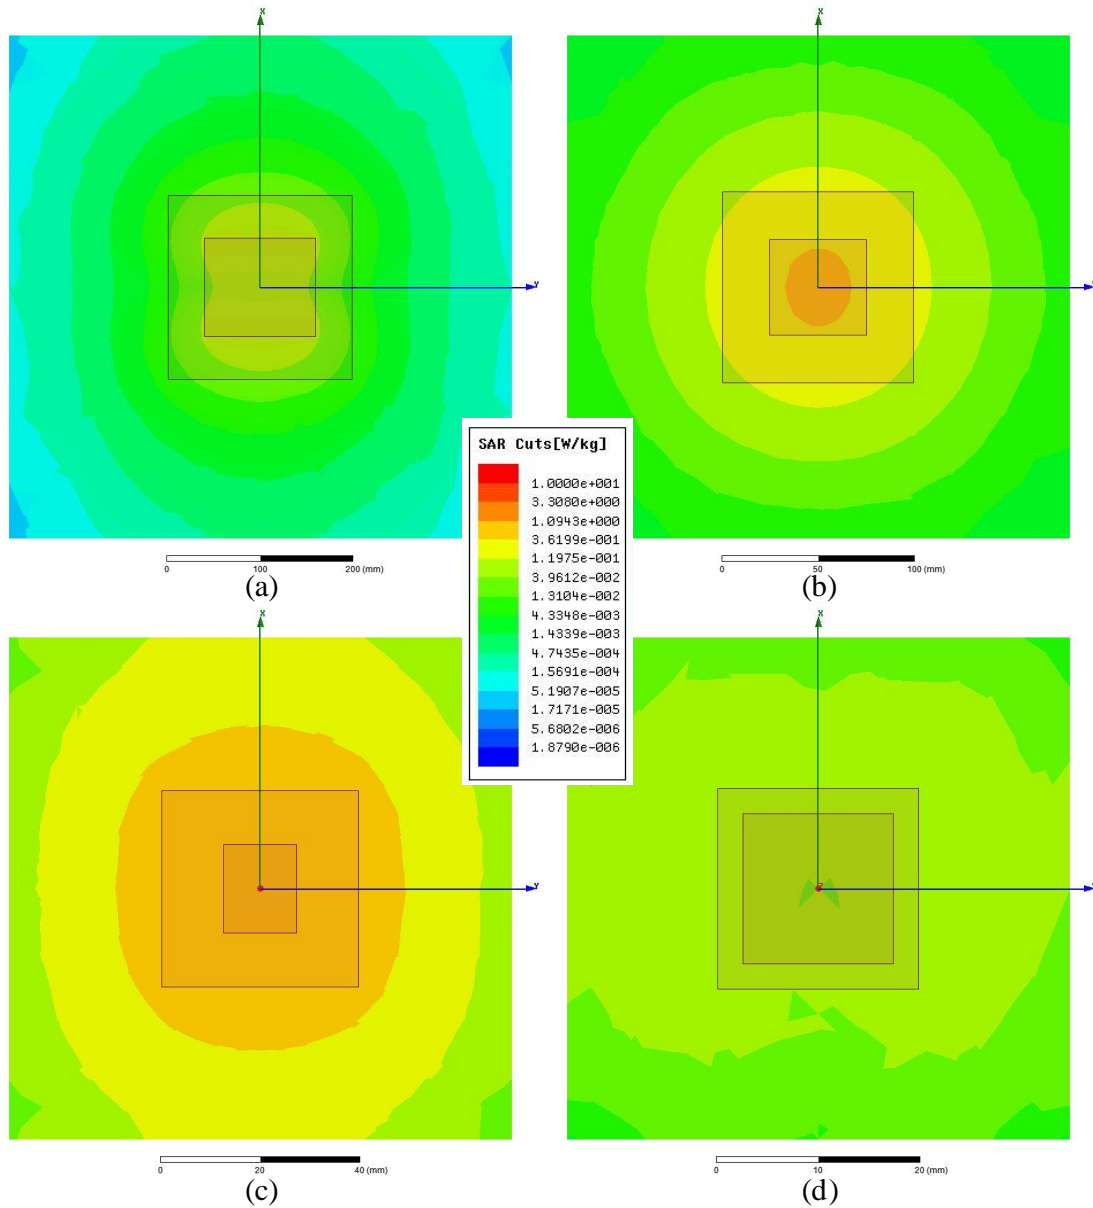 X
X
Y
SAR Cuts[W/kg]
1.0000e+001
3.3080e+000
1.0943e+000
3.6199e-001
1.1975e-001
3.9612e-002
1.3104e-002
4.3348e-003
1.4339e-003
4.7435e-004
1.5691e-004
5.1907e-005
1.7171e-005
5.6802e-006
1.8790e-006
0 100 200 (mm)
0 50 100 (mm)
(a)
(b)
X
X
Y
0 20 40 (mm)
0 10 20 (mm)
(c)
(d)